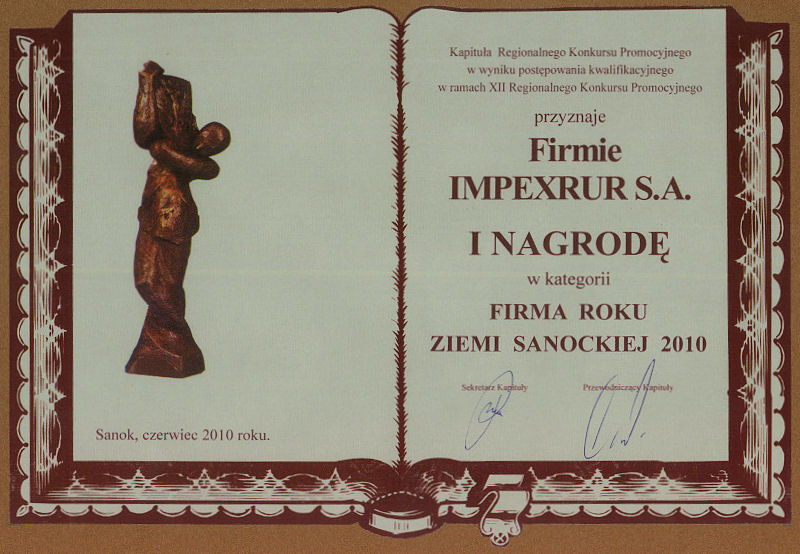 Kapituła Regionalnego Konkursu Promocyjnego
w wyniku postępowania kwalifikacyjnego
w ramach XII Regionalnego Konkursu Promocyjnego
przyznaje
Firmie
IMPEXRUR S.A.
I NAGRODĘ
w kategorii
FIRMA ROKU
ZIEMI SANOCKIEJ 2010
Sekretarz Kapituły
Przewodniczący Kapituły
Sanok, czerwiec 2010 roku.